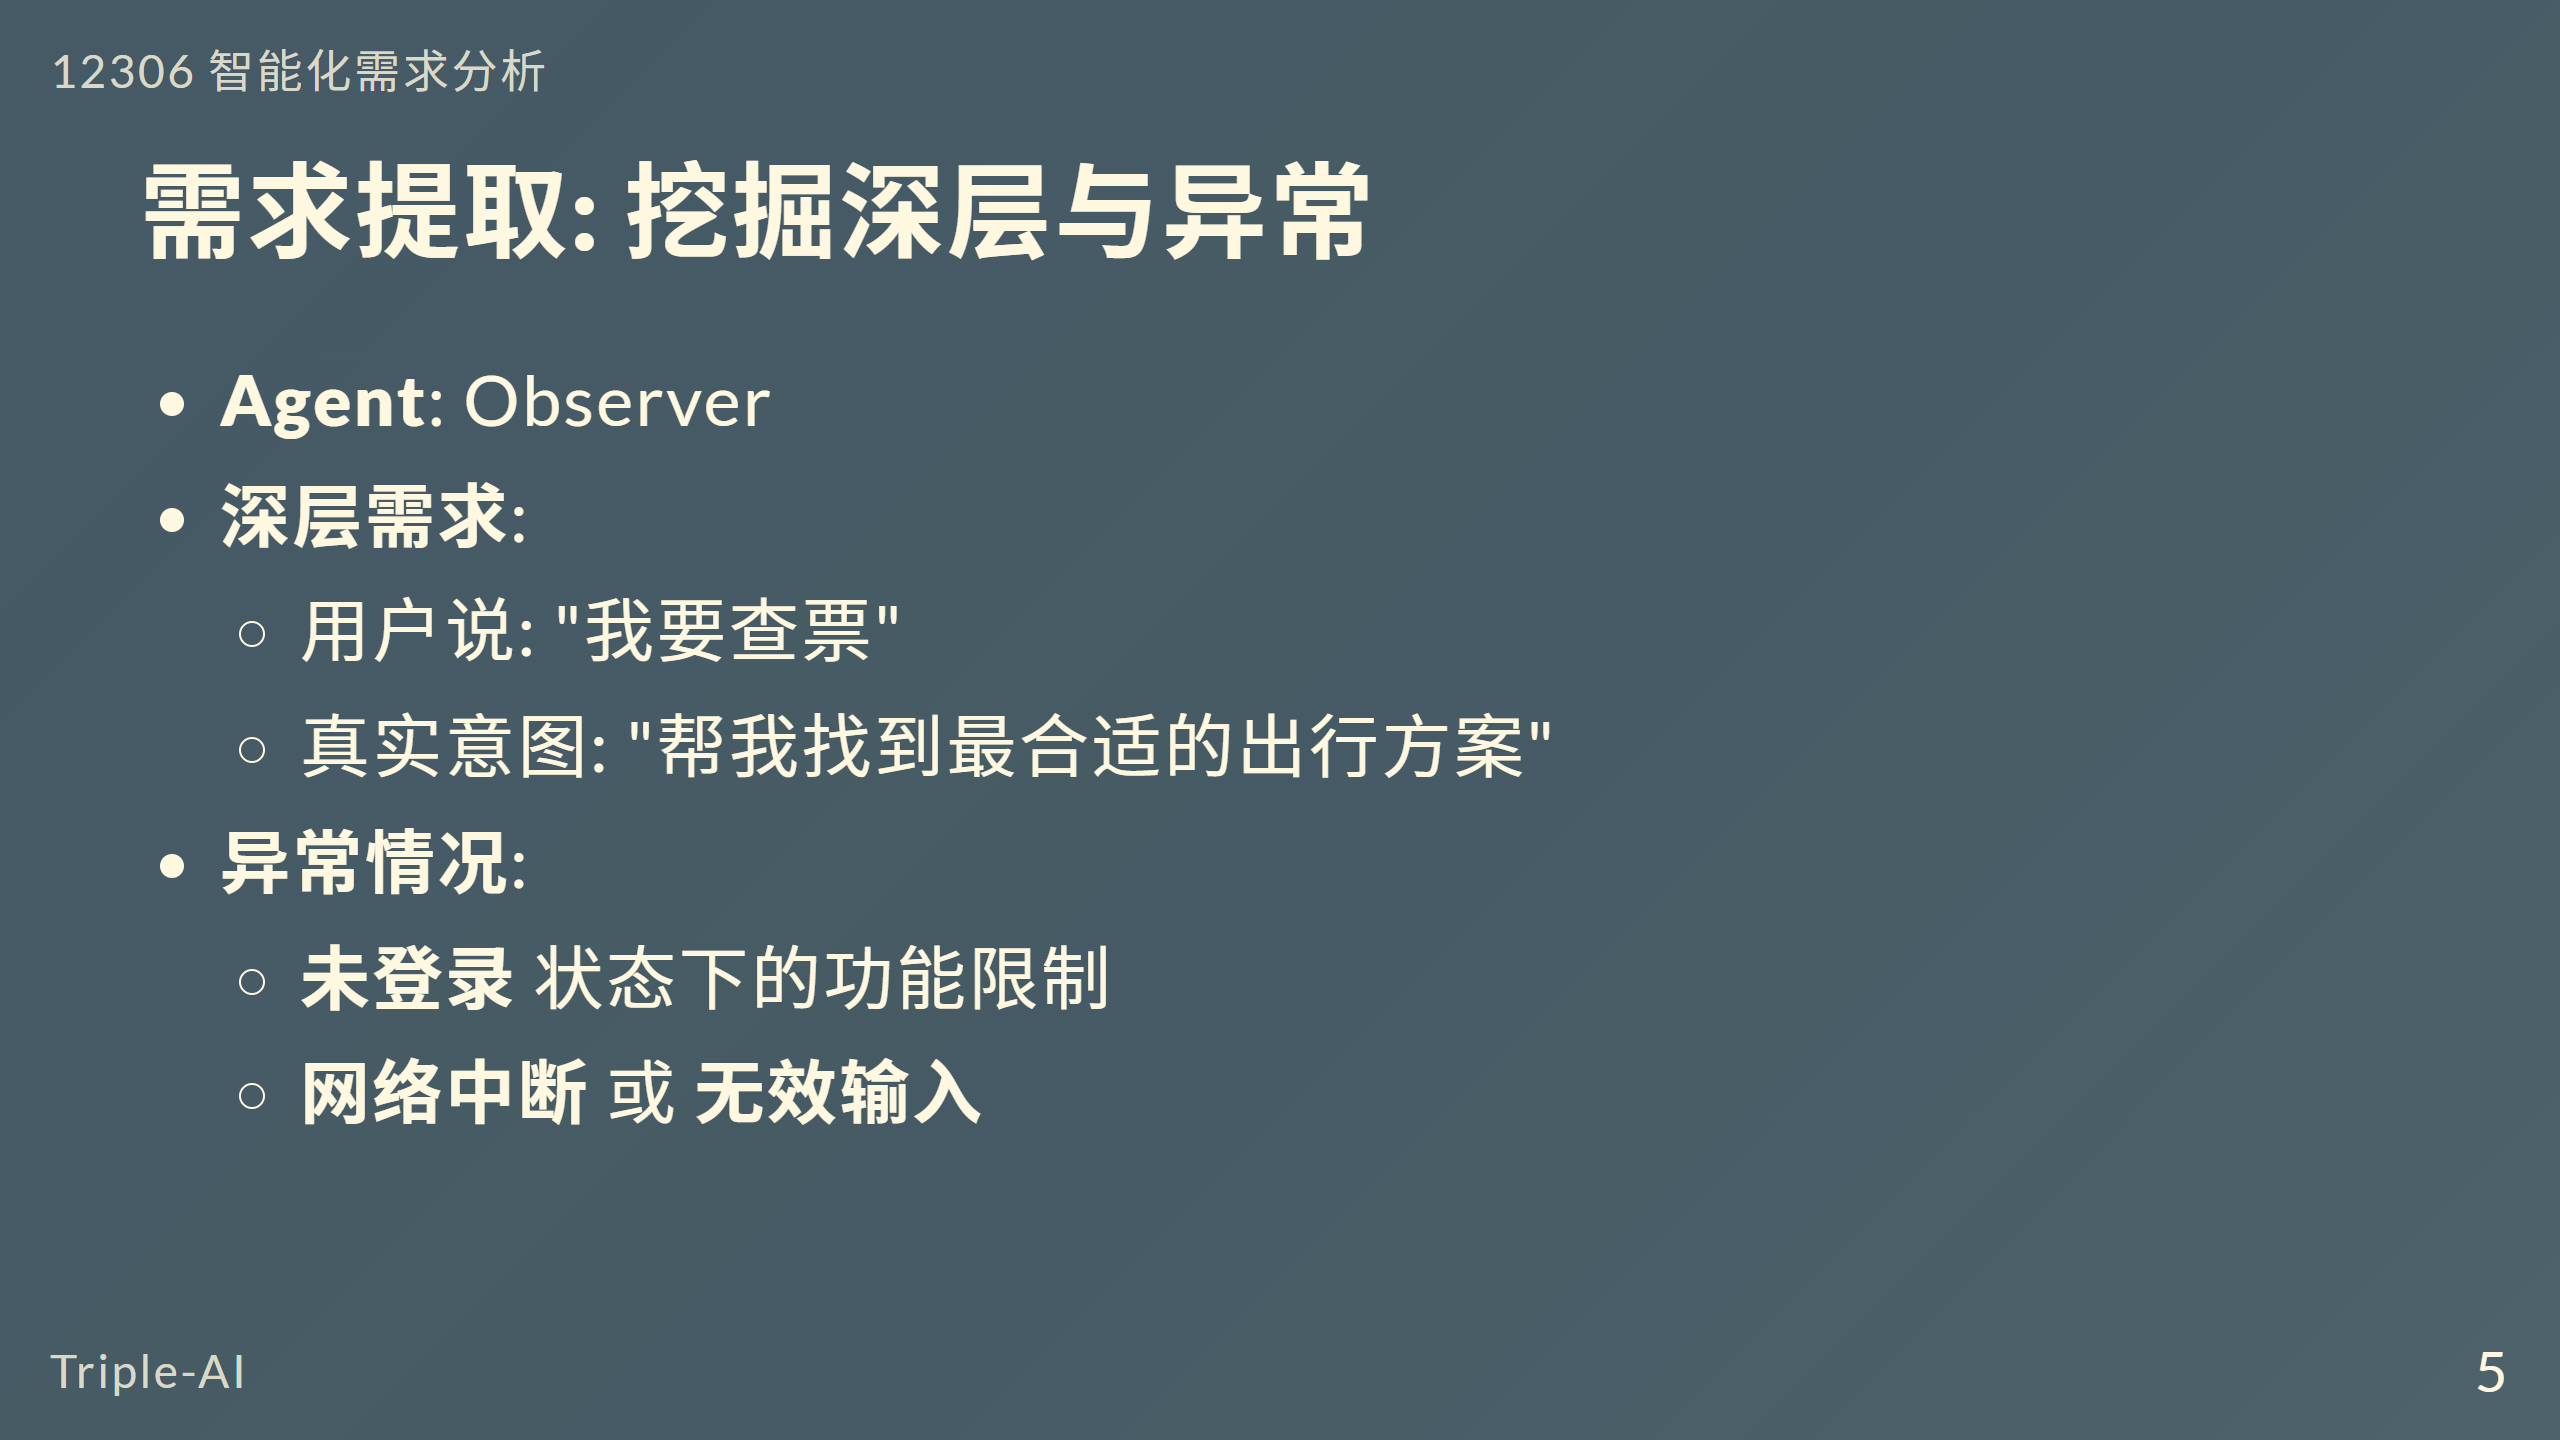 12306 智能化需求分析
需求提取: 挖掘深层与异常
Agent: Observer
深层需求:
用户说: "我要查票"
真实意图: "帮我找到最合适的出行方案"
异常情况:
未登录 状态下的功能限制
网络中断 或 无效输入
Triple-AI
5